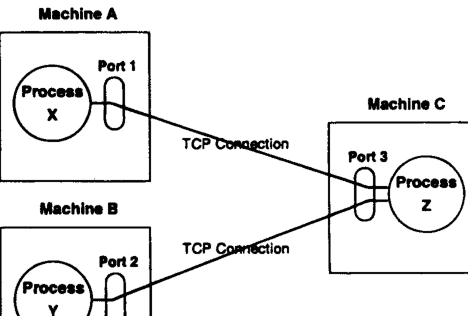 Machine A
Port 1
Process
X
TCP Connection
Machine C
Port 3
Process
Z
Machine B
Port 2
Process
Y
TCP Connection